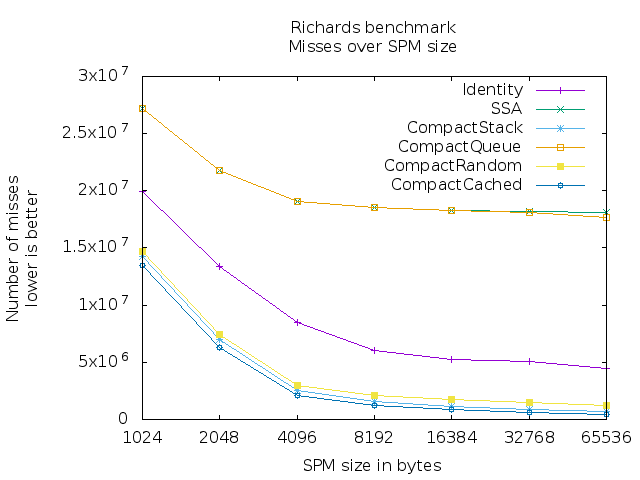 Richards benchmark
Misses over SPM size
Number of misses
lower is better
3x10^7
2.5x10^7
2x10^7
1.5x10^7
1x10^7
5x10^6
0
Identity
SSA
CompactStack
CompactQueue
CompactRandom
CompactCached
1024 2048 4096 8192 16384 32768 65536
SPM size in bytes